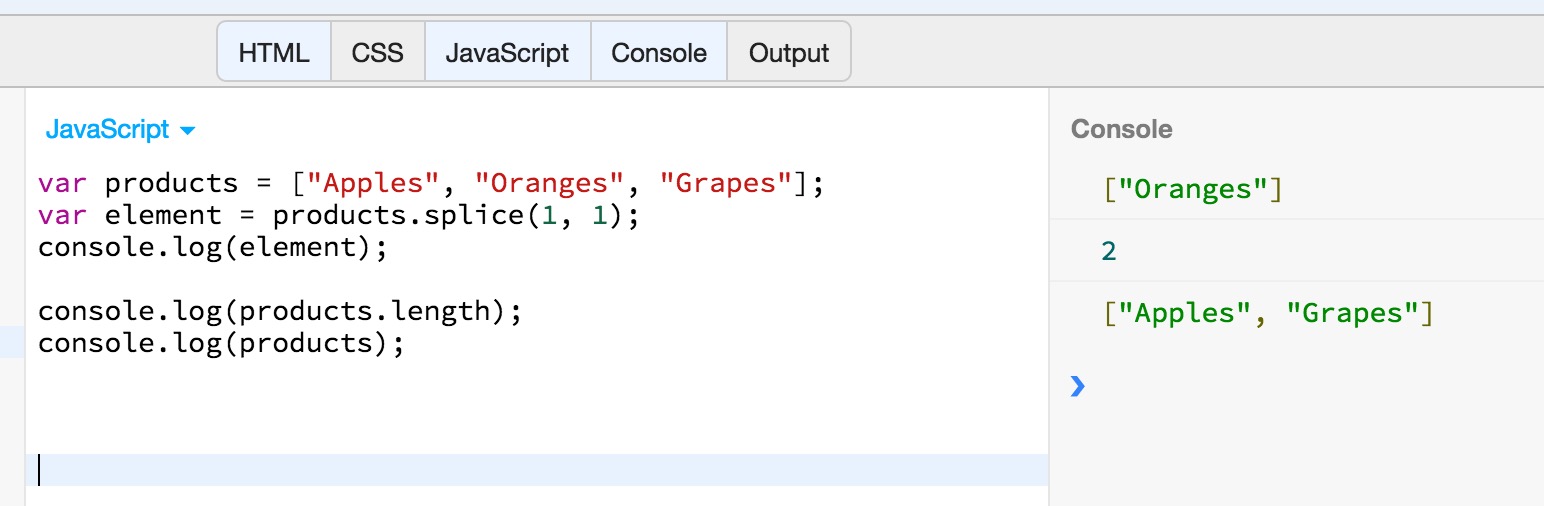 HTML CSS JavaScript Console Output
JavaScript
var products = ["Apples", "Oranges", "Grapes"];
var element = products.splice(1, 1);
console.log(element);
console.log(products.length);
console.log(products);
Console
["Oranges"]
2
["Apples", "Grapes"]